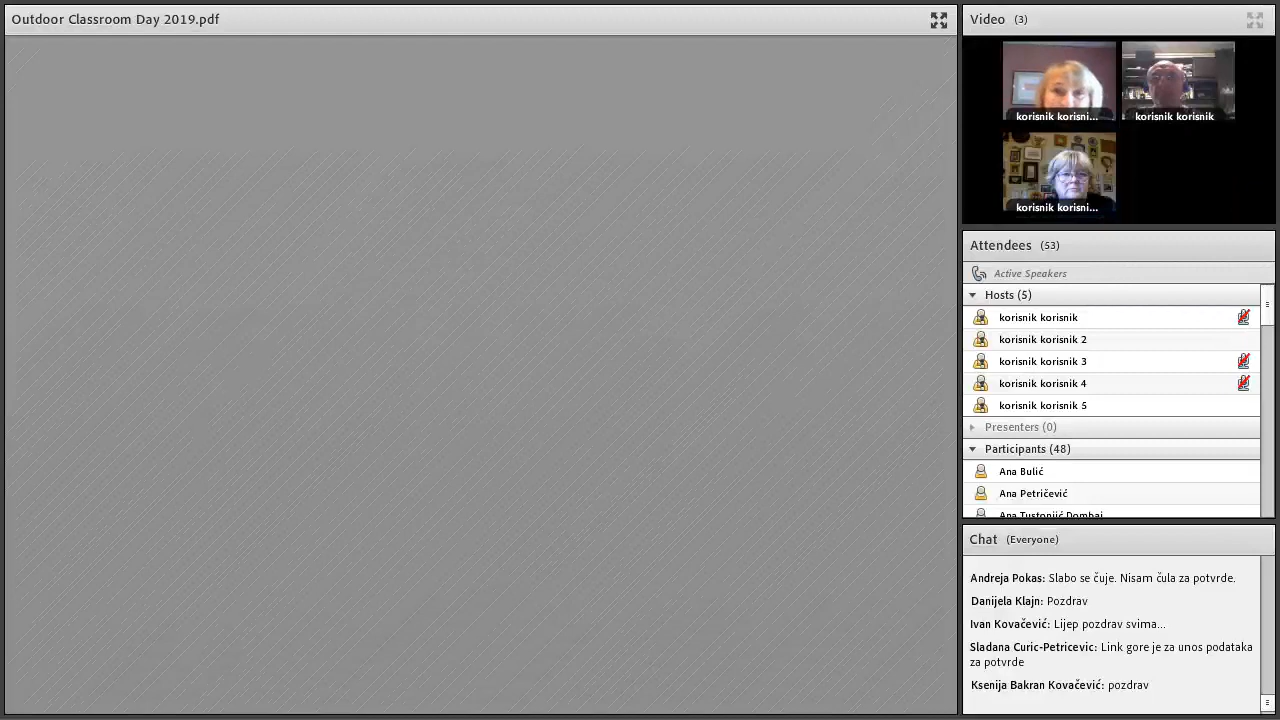 Outdoor Classroom Day 2019.pdf
Video (3)
korisnik korisni...
korisnik korisnik
korisnik korisni...
Attendees (53)
Active Speakers
Hosts (5)
korisnik korisnik
korisnik korisnik 2
korisnik korisnik 3
korisnik korisnik 4
korisnik korisnik 5
Presenters (0)
Participants (48)
Ana Bulić
Ana Petričević
Chat (Everyone)
Andreja Pokas: Slabo se čuje. Nisam čula za potvrde.
Danijela Klajn: Pozdrav
Ivan Kovačević: Lijep pozdrav svima...
Sladana Curic-Petricevic: Link gore je za unos podataka
za potvrde
Ksenija Bakran Kovačević: pozdrav